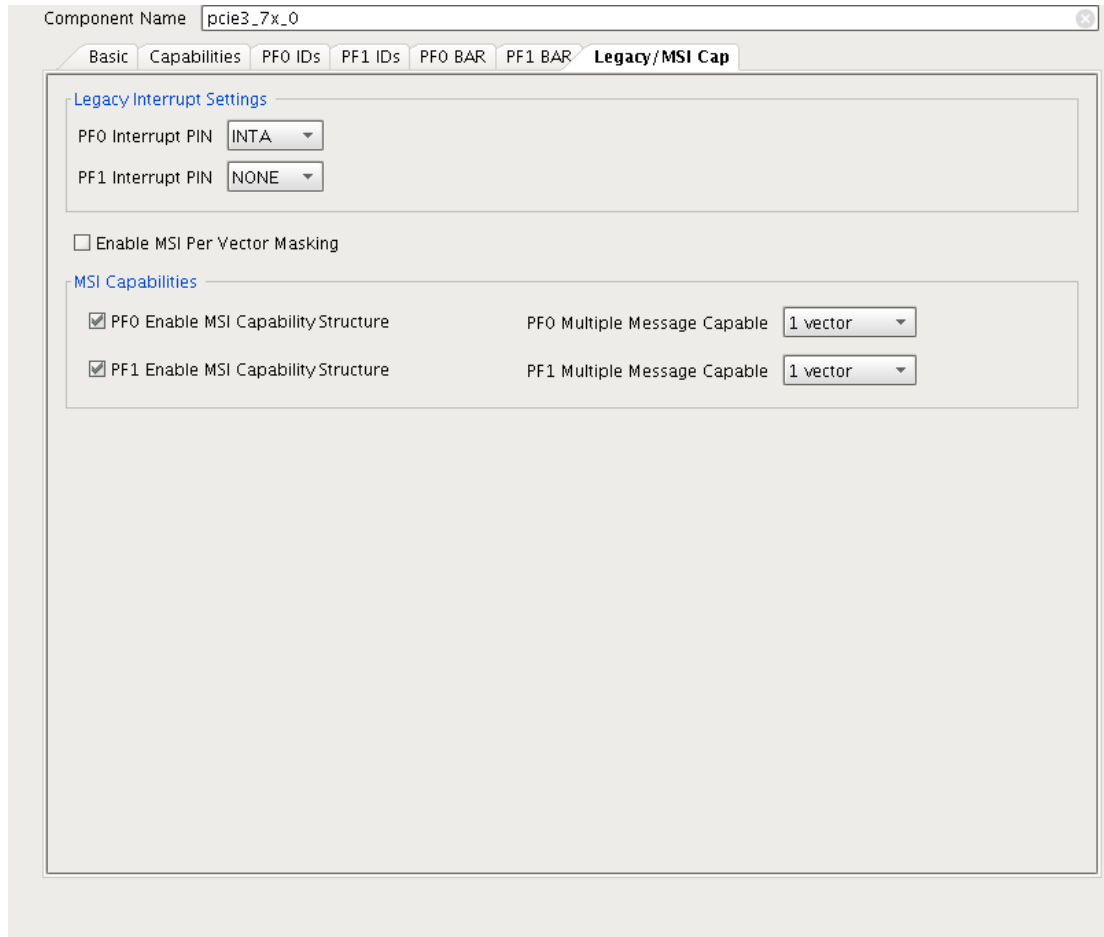 Component Name pcie3_7x_0
Basic Capabilities PF0 IDs PF1 IDs PF0 BAR PF1 BAR Legacy/MSI Cap
Legacy Interrupt Settings
PF0 Interrupt PIN INTA
PF1 Interrupt PIN NONE
Enable MSI Per Vector Masking
MSI Capabilities
PF0 Enable MSI Capability Structure PF0 Multiple Message Capable 1 vector
PF1 Enable MSI Capability Structure PF1 Multiple Message Capable 1 vector